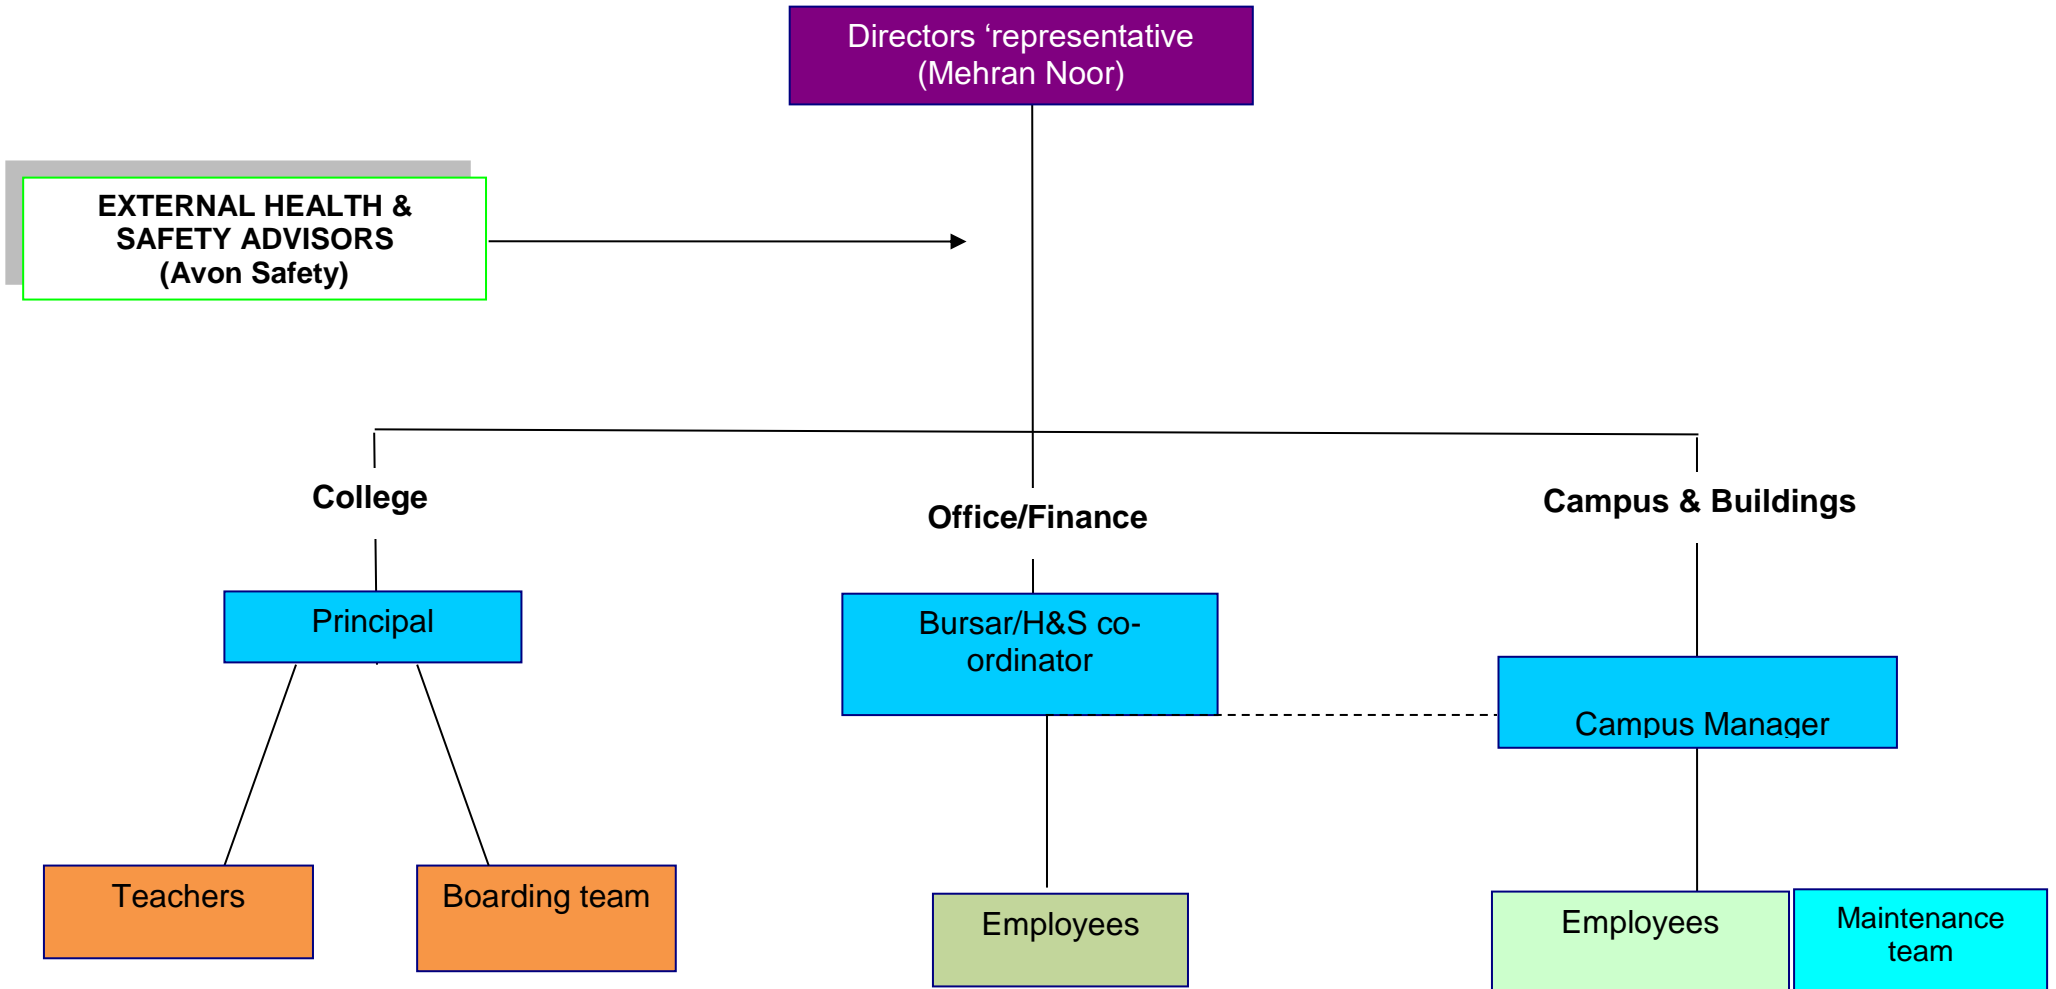 Directors ‘representative
(Mehran Noor)
EXTERNAL HEALTH &
SAFETY ADVISORS
(Avon Safety)
College
Office/Finance
Campus & Buildings
Principal
Bursar/H&S co-
ordinator
Campus Manager
Teachers
Boarding team
Employees
Employees
Maintenance
team